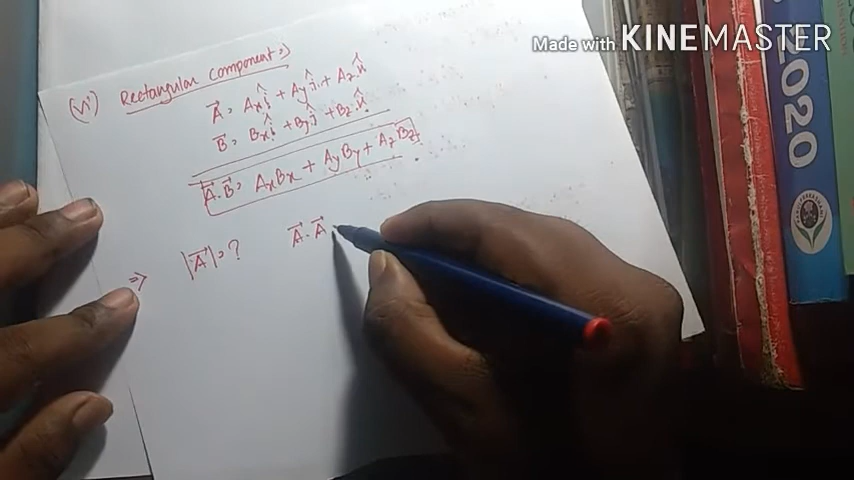 Made with KINEMASTER
(vi) Rectangular Components
A⃗ = Axî + Ayĵ + Azk̂
B⃗ = Bxî + Byĵ + Bzk̂
A⃗.B⃗ = AxBx + AyBy + AzBz
⇒ |A⃗| = ? A⃗.A⃗
2020